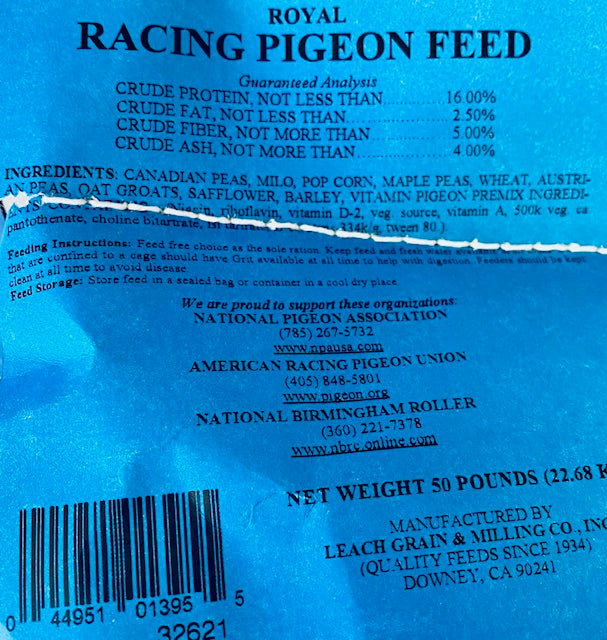 ROYAL
RACING PIGEON FEED
Guaranteed Analysis
CRUDE PROTEIN, NOT LESS THAN..................16.00%
CRUDE FAT, NOT LESS THAN....................... 2.50%
CRUDE FIBER, NOT MORE THAN................... 5.00%
CRUDE ASH, NOT MORE THAN..................... 4.00%
INGREDIENTS: CANADIAN PEAS, MILO, POP CORN, MAPLE PEAS, WHEAT, AUSTRI-
AN PEAS, OAT GROATS, SAFFLOWER, BARLEY, VITAMIN PIGEON PREMIX INGREDI-
(Niacin, riboflavin, vitamin D-2, veg. source, vitamin A, 500k veg. ca
pantothenate, choline bitartrate, 334k/g, tween 80.)
Feeding Instructions: Feed free choice as the sole ration. Keep feed and fresh water available
that are confined to a cage should have Grit available at all time to help with digestion. Feeders should be kept
clean at all time to avoid disease
Feed Storage: Store feed in a sealed bag or container in a cool dry place
We are proud to support these organizations:
NATIONAL PIGEON ASSOCIATION
(785) 267-5732
www.npausa.com
AMERICAN RACING PIGEON UNION
(405) 848-5801
www.pigeon.org
NATIONAL BIRMINGHAM ROLLER
(360) 221-7378
www.nbrc.online.com
NET WEIGHT 50 POUNDS (22.68 K
MANUFACTURED BY
LEACH GRAIN & MILLING CO., INC
(QUALITY FEEDS SINCE 1934)
DOWNEY, CA 90241
0 44951 01395 5
32621